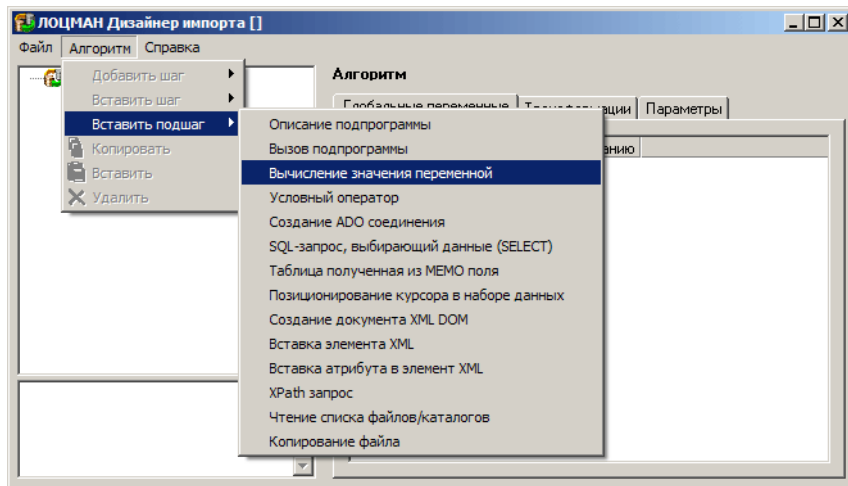 ЛОЦМАН Дизайнер импорта []
Файл Алгоритм Справка
Добавить шаг
Вставить шаг
Вставить подшаг
Копировать
Вставить
Удалить
Алгоритм
Глобальные переменные Трансформации Параметры
Описание подпрограммы
Вызов подпрограммы
Вычисление значения переменной
Условный оператор
Создание ADO соединения
SQL-запрос, выбирающий данные (SELECT)
Таблица полученная из MEMO поля
Позиционирование курсора в наборе данных
Создание документа XML DOM
Вставка элемента XML
Вставка атрибута в элемент XML
XPath запрос
Чтение списка файлов/каталогов
Копирование файла